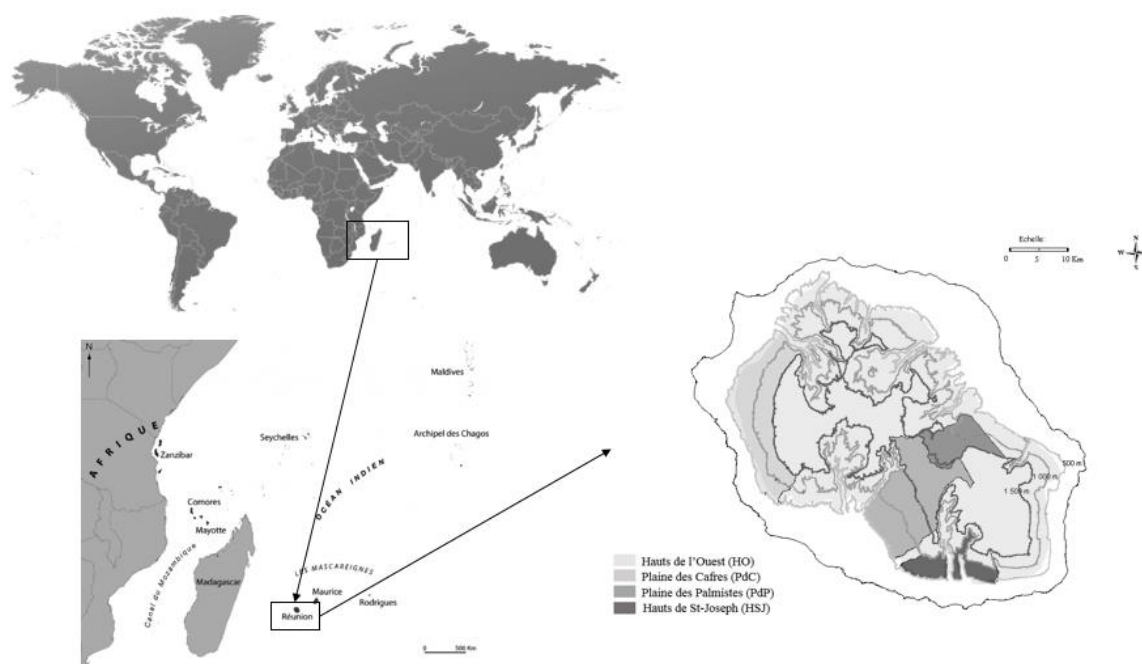 Echelle:
0 5 10 Km
N
W E
S
N
Maldives
AFRIQUE
Seychelles
Archipel des Chagos
Zanzibar
OCÉAN INDIEN
Comores
Mayotte
Canal du Mozambique
Madagascar
LES MASCAREIGNES
Maurice
Rodrigues
Réunion
0 500 Km
500 m
1 000 m
1 500 m
Hauts de l'Ouest (HO)
Plaine des Cafres (PdC)
Plaine des Palmistes (PdP)
Hauts de St-Joseph (HSJ)